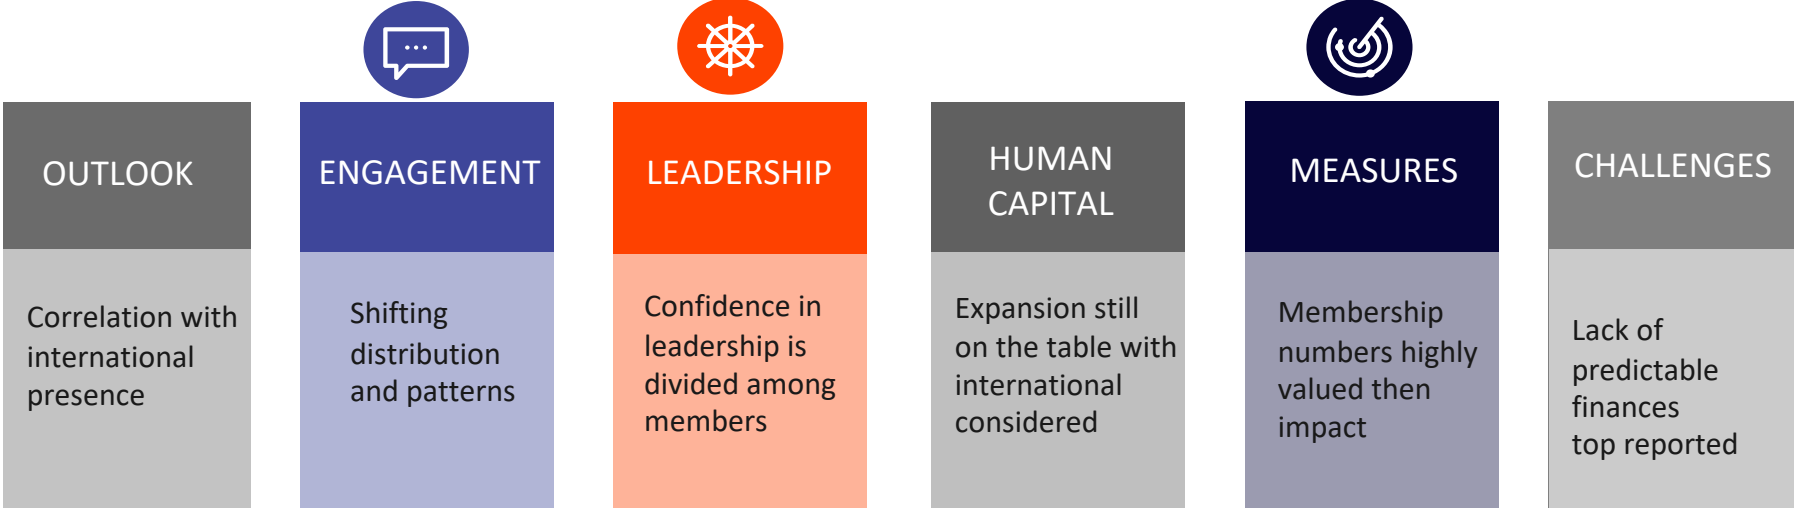 OUTLOOK
Correlation with
international
presence
ENGAGEMENT
Shifting
distribution
and patterns
LEADERSHIP
Confidence in
leadership is
divided among
members
HUMAN
CAPITAL
Expansion still
on the table with
international
considered
MEASURES
Membership
numbers highly
valued then
impact
CHALLENGES
Lack of
predictable
finances
top reported